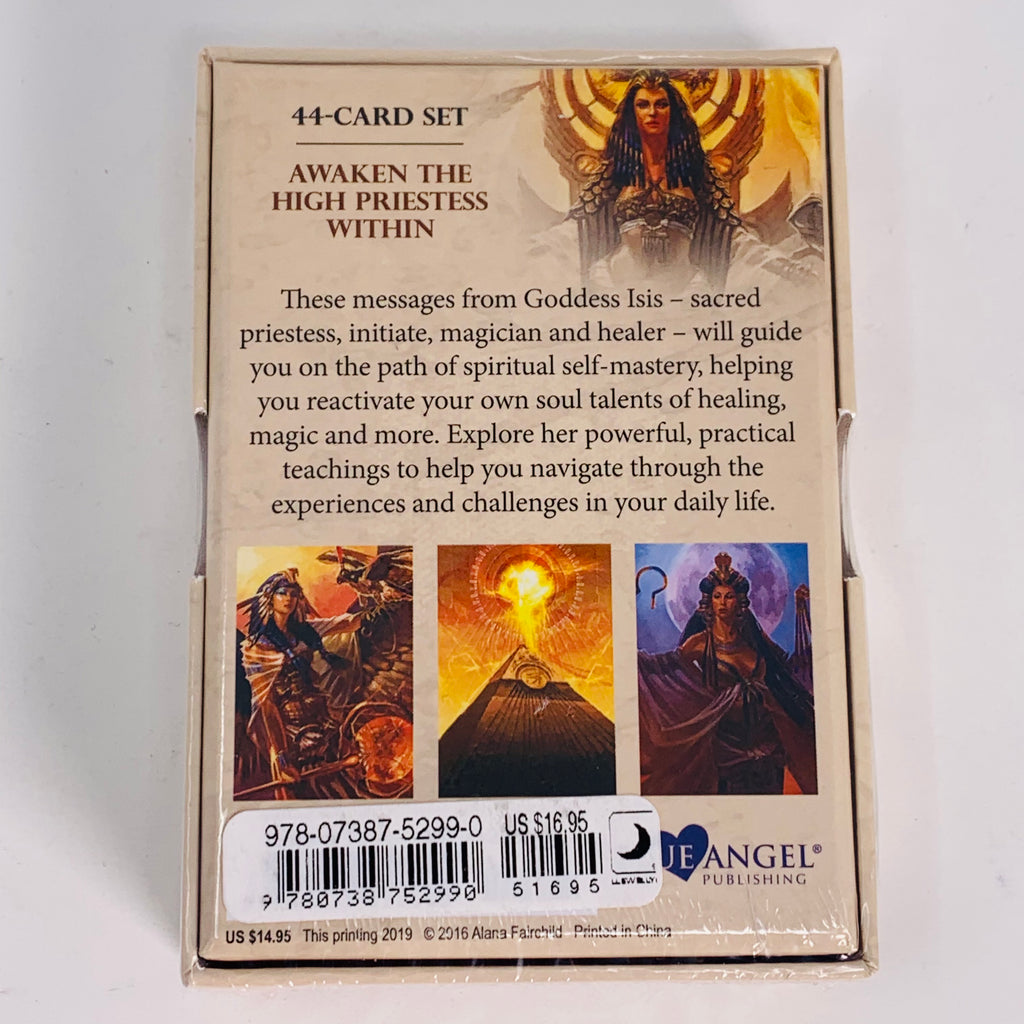 44-CARD SET
AWAKEN THE
HIGH PRIESTESS
WITHIN
These messages from Goddess Isis – sacred
priestess, initiate, magician and healer – will guide
you on the path of spiritual self-mastery, helping
you reactivate your own soul talents of healing,
magic and more. Explore her powerful, practical
teachings to help you navigate through the
experiences and challenges in your daily life.
978-07387-5299-0 US $16.95
9 780738 752990 51695
UE ANGEL®
PUBLISHING
US $14.95 This printing 2019 © 2016 Alana Fairchild Printed in China